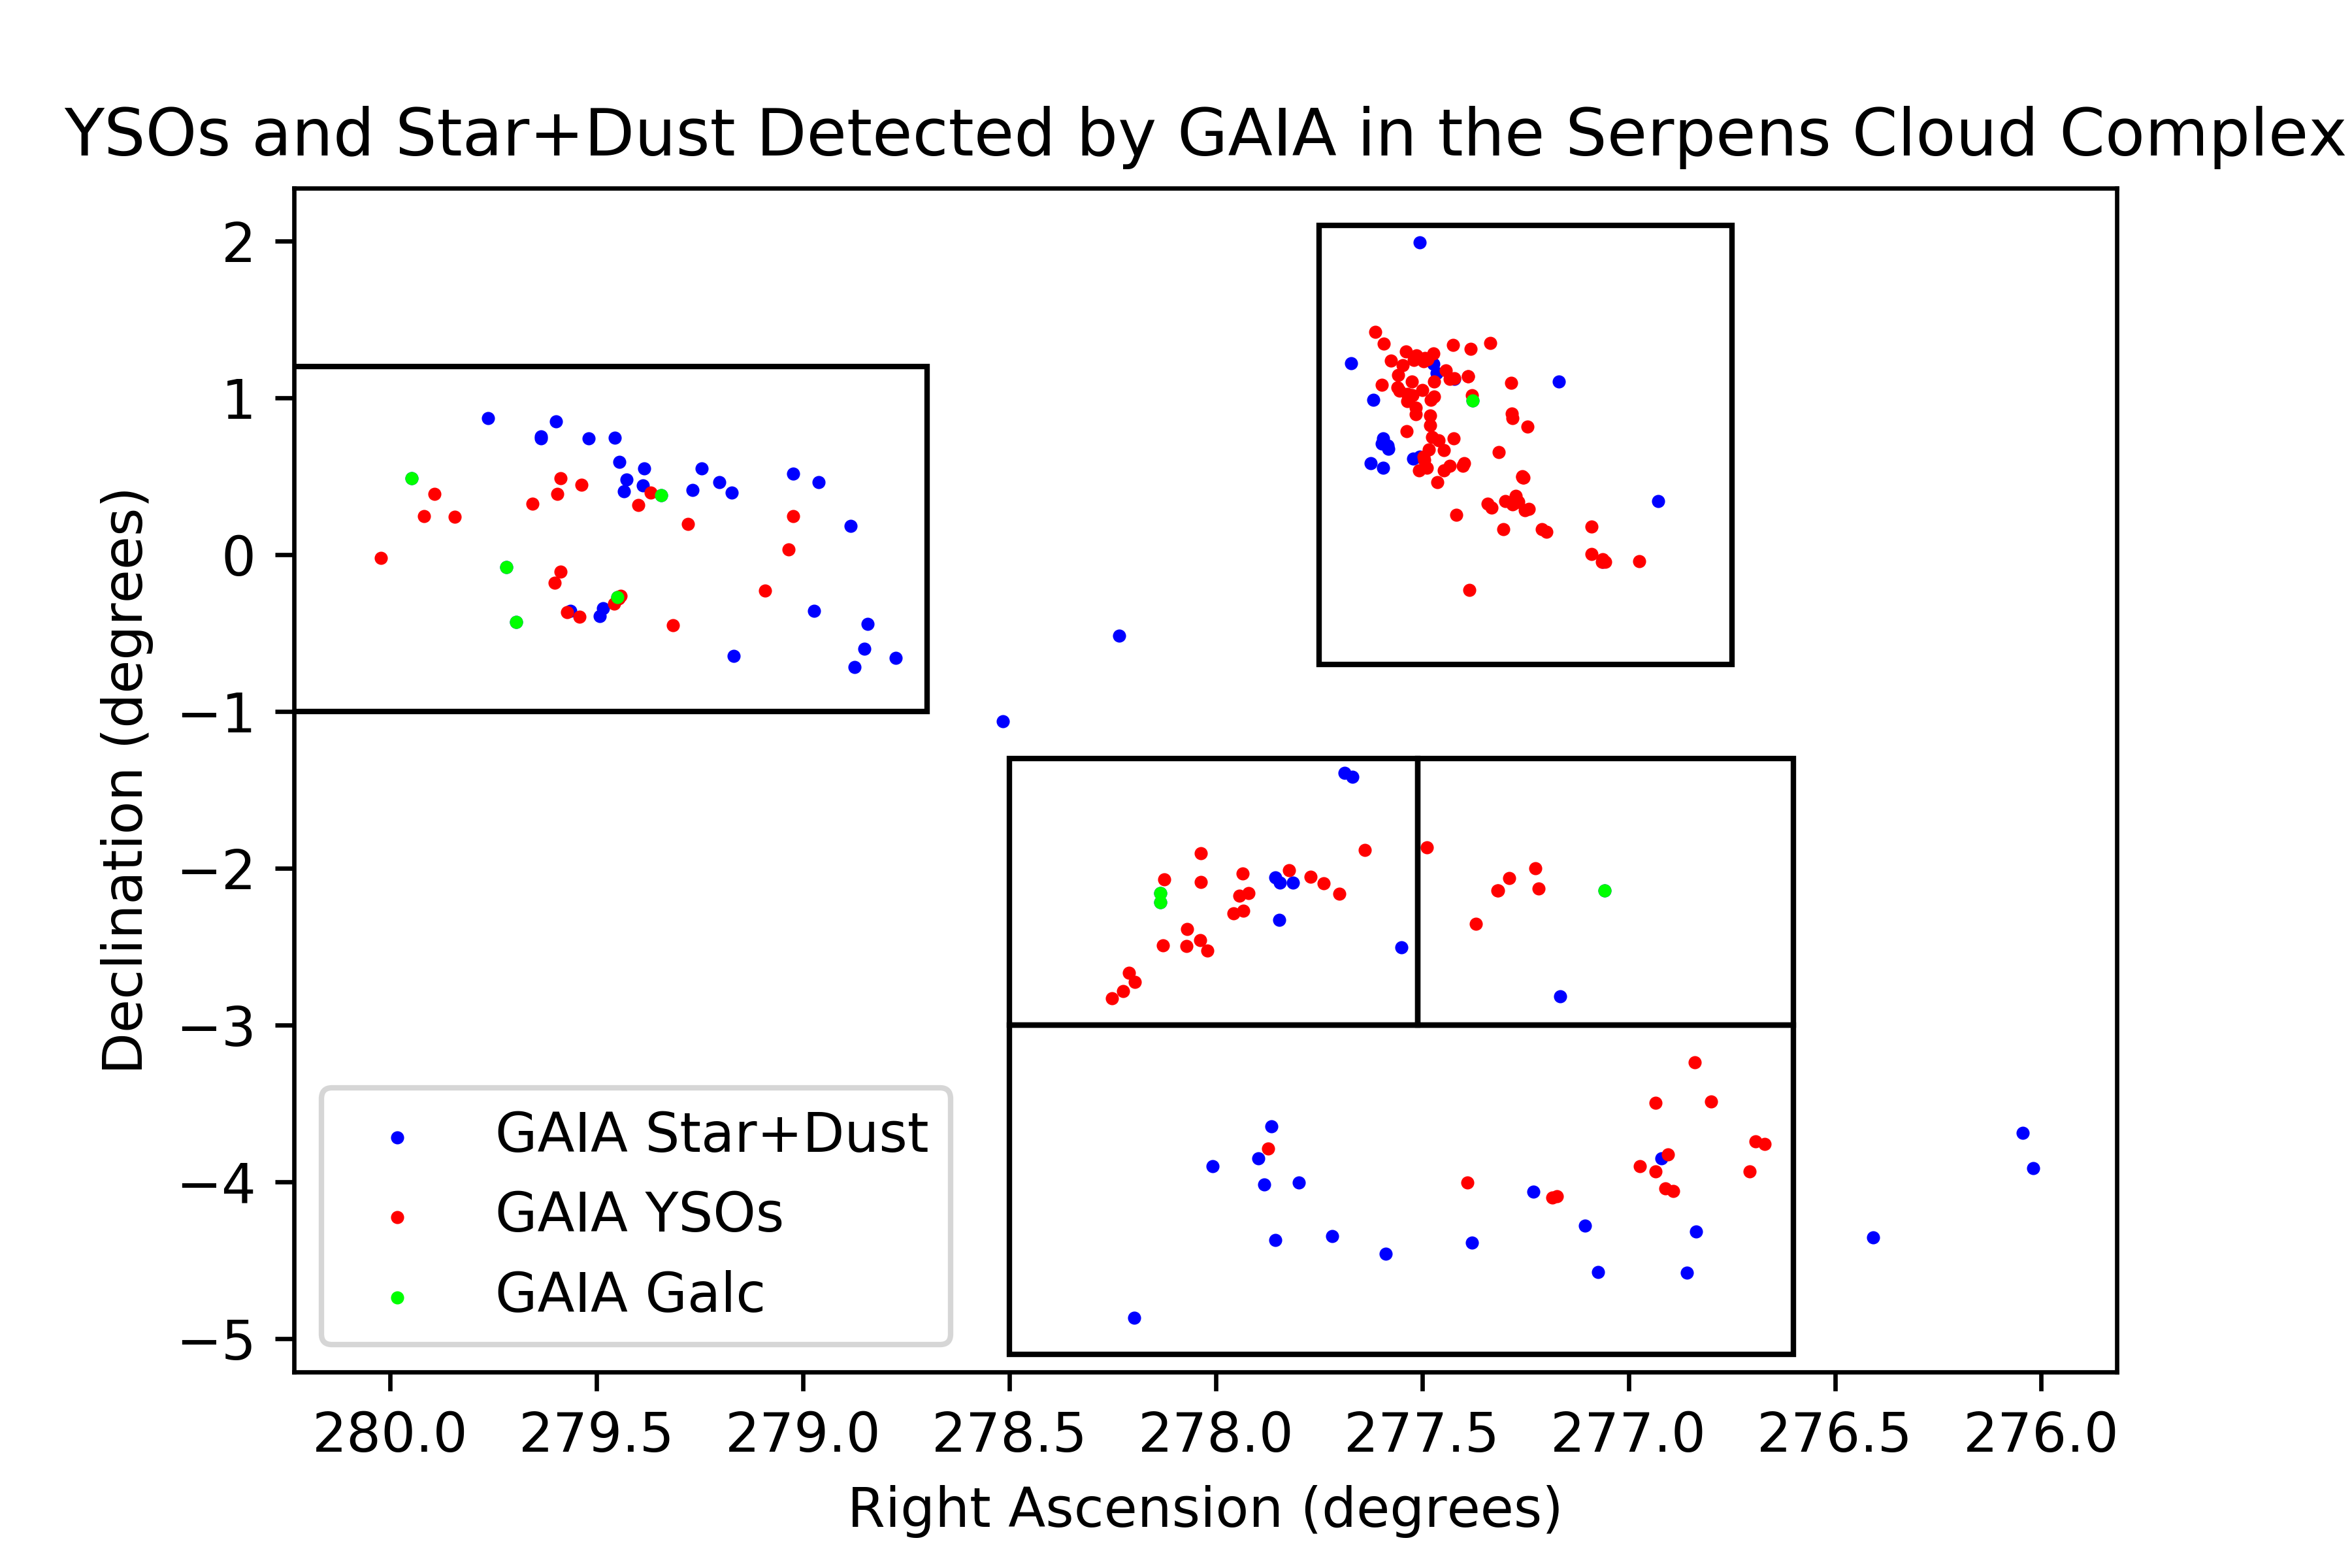 YSOs and Star+Dust Detected by GAIA in the Serpens Cloud Complex
2
1
0
−1
−2
−3
−4
−5
Declination (degrees)
GAIA Star+Dust
GAIA YSOs
GAIA Galc
280.0 279.5 279.0 278.5 278.0 277.5 277.0 276.5 276.0
Right Ascension (degrees)